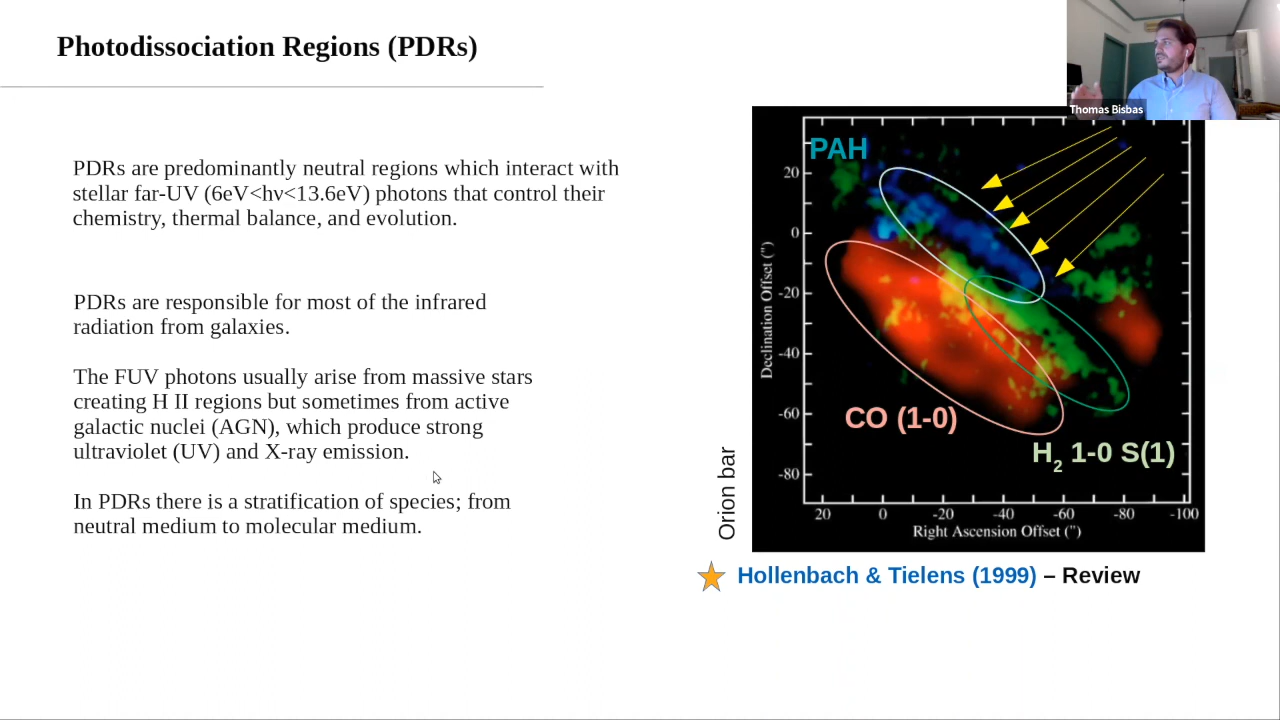 Photodissociation Regions (PDRs)
Thomas Bisbas
PDRs are predominantly neutral regions which interact with
stellar far-UV (6eV<hν<13.6eV) photons that control their
chemistry, thermal balance, and evolution.
PDRs are responsible for most of the infrared
radiation from galaxies.
The FUV photons usually arise from massive stars
creating H II regions but sometimes from active
galactic nuclei (AGN), which produce strong
ultraviolet (UV) and X-ray emission.
In PDRs there is a stratification of species; from
neutral medium to molecular medium.
PAH
20
0
-20
-40
-60
-80
Declination Offset (")
CO (1-0)
H2 1-0 S(1)
20 0 -20 -40 -60 -80 -100
Right Ascension Offset (")
Orion bar
Hollenbach & Tielens (1999) – Review